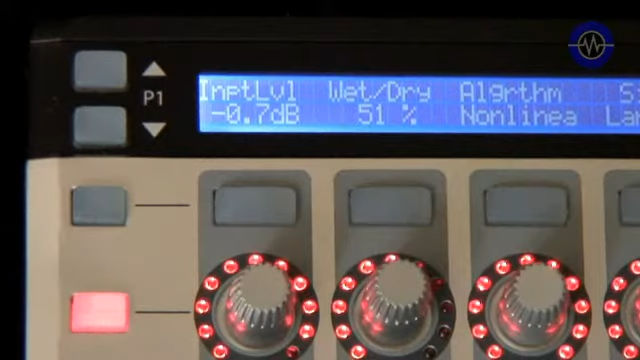 P1
InptLvl Wet/Dry Algrthm
-0.7dB 51 % Nonlinea